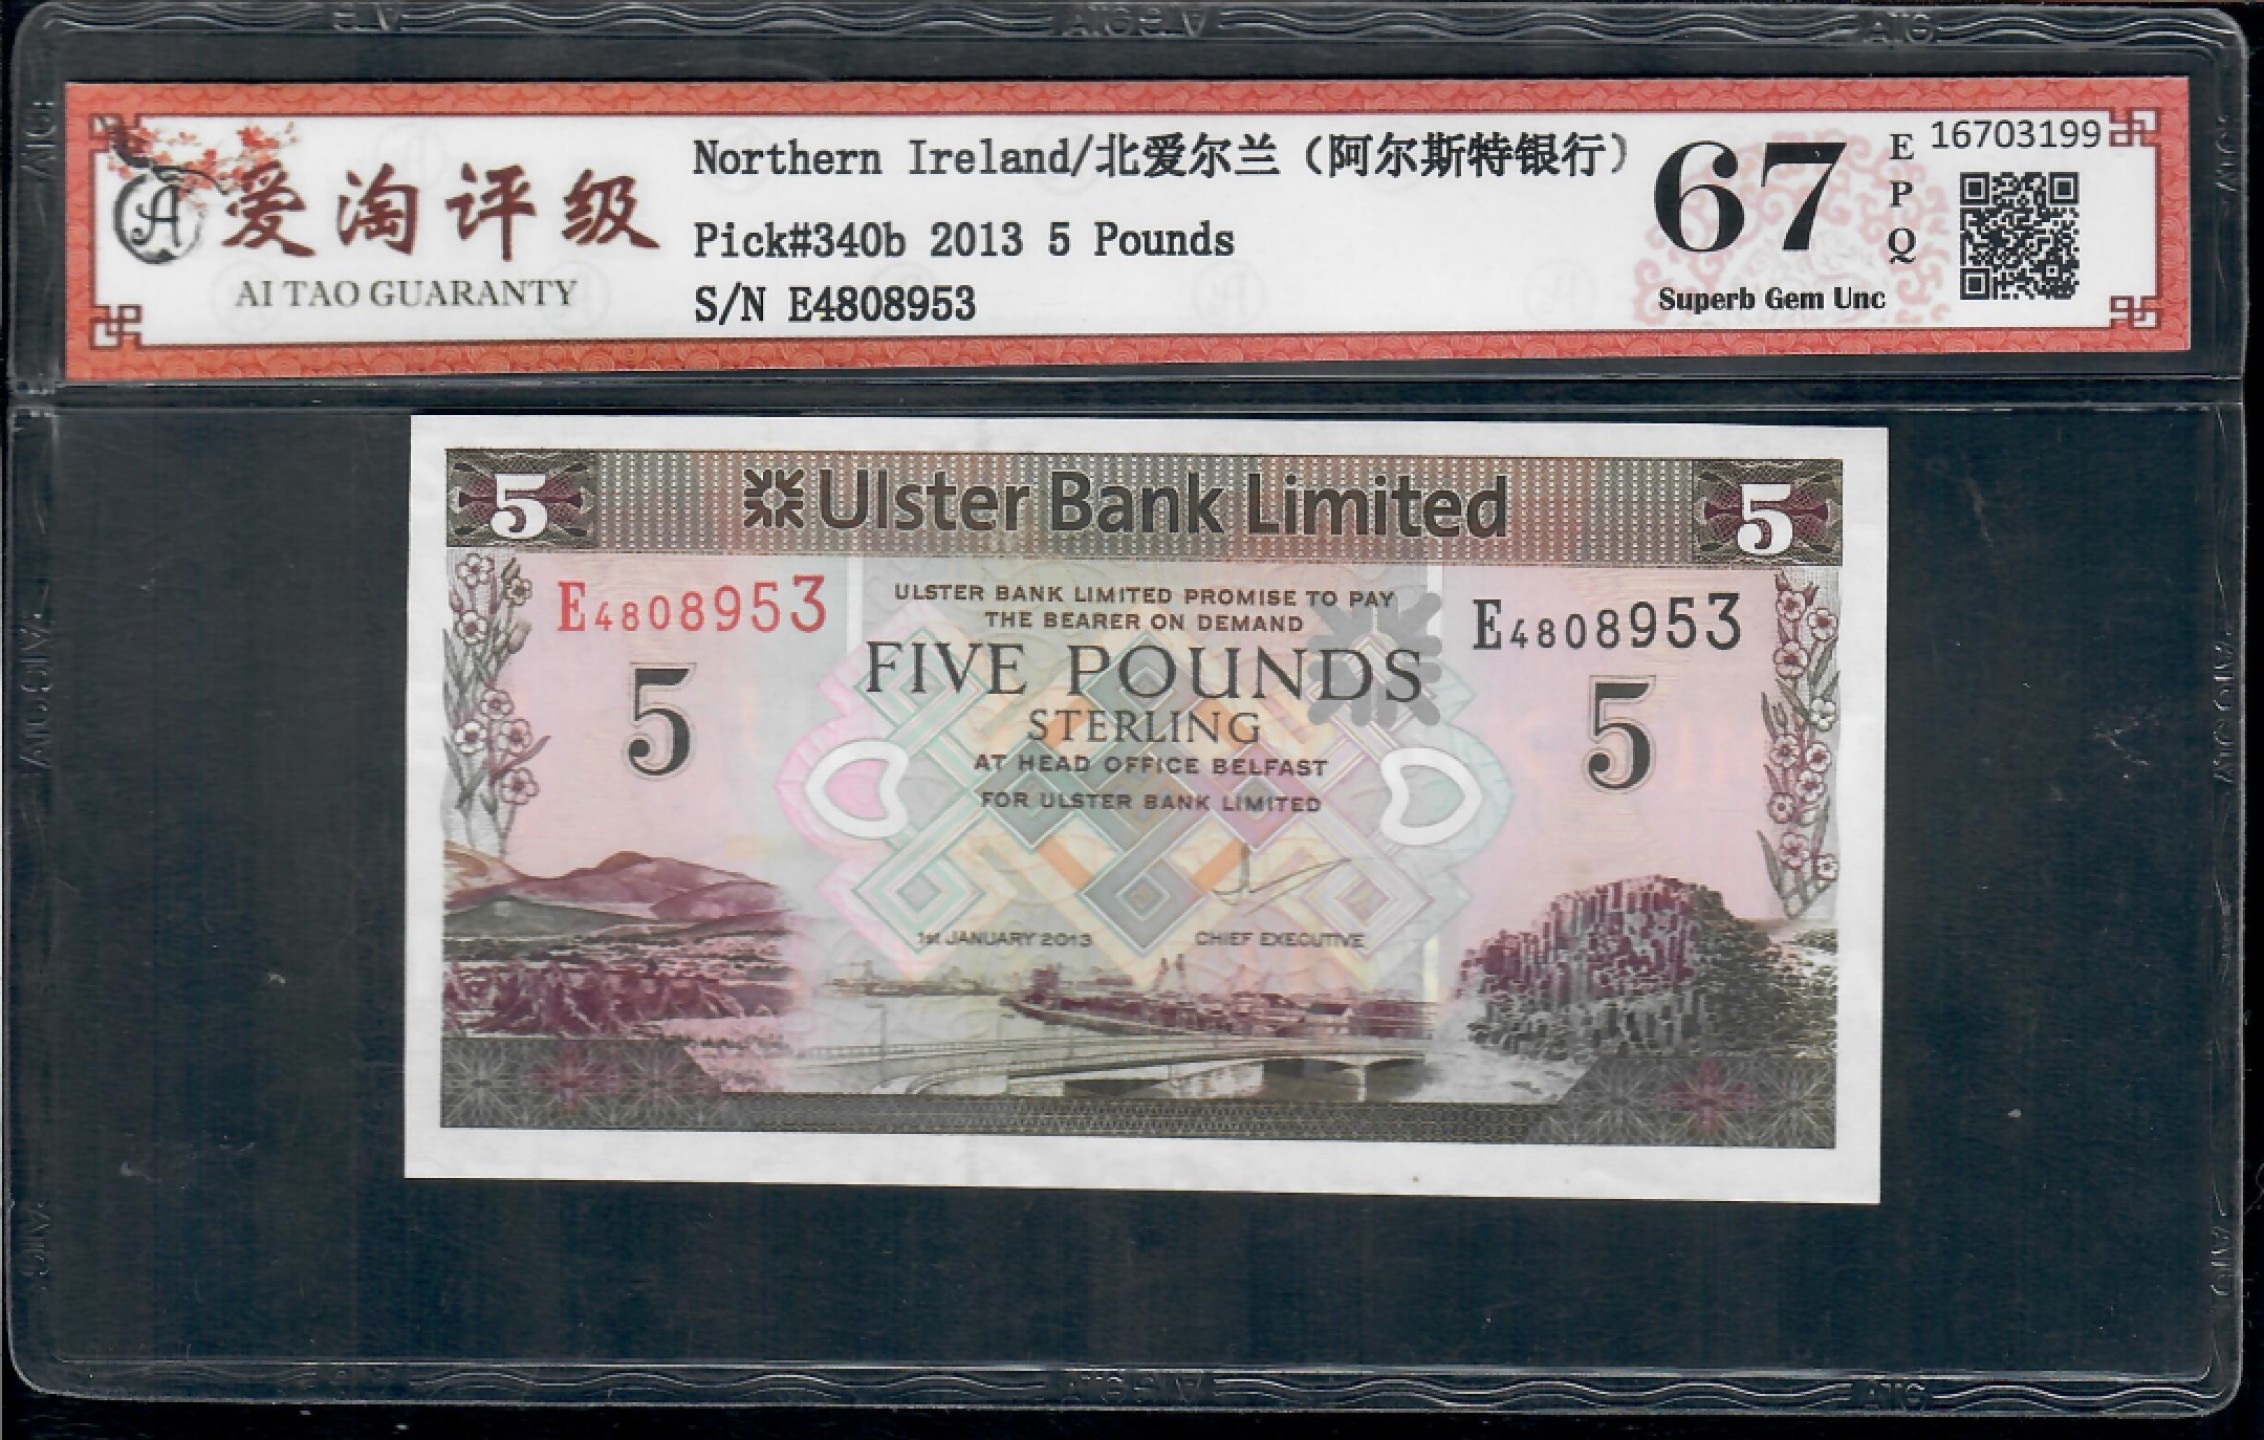 爱淘评级
AI TAO GUARANTY
Northern Ireland/北爱尔兰（阿尔斯特银行）
Pick#340b 2013 5 Pounds
S/N E4808953
67
EPQ
Superb Gem Unc
16703199
5
Ulster Bank Limited
5
E4808953
ULSTER BANK LIMITED PROMISE TO PAY
THE BEARER ON DEMAND
E4808953
FIVE POUNDS
5
STERLING
5
AT HEAD OFFICE BELFAST
FOR ULSTER BANK LIMITED
1st JANUARY 2013
CHIEF EXECUTIVE